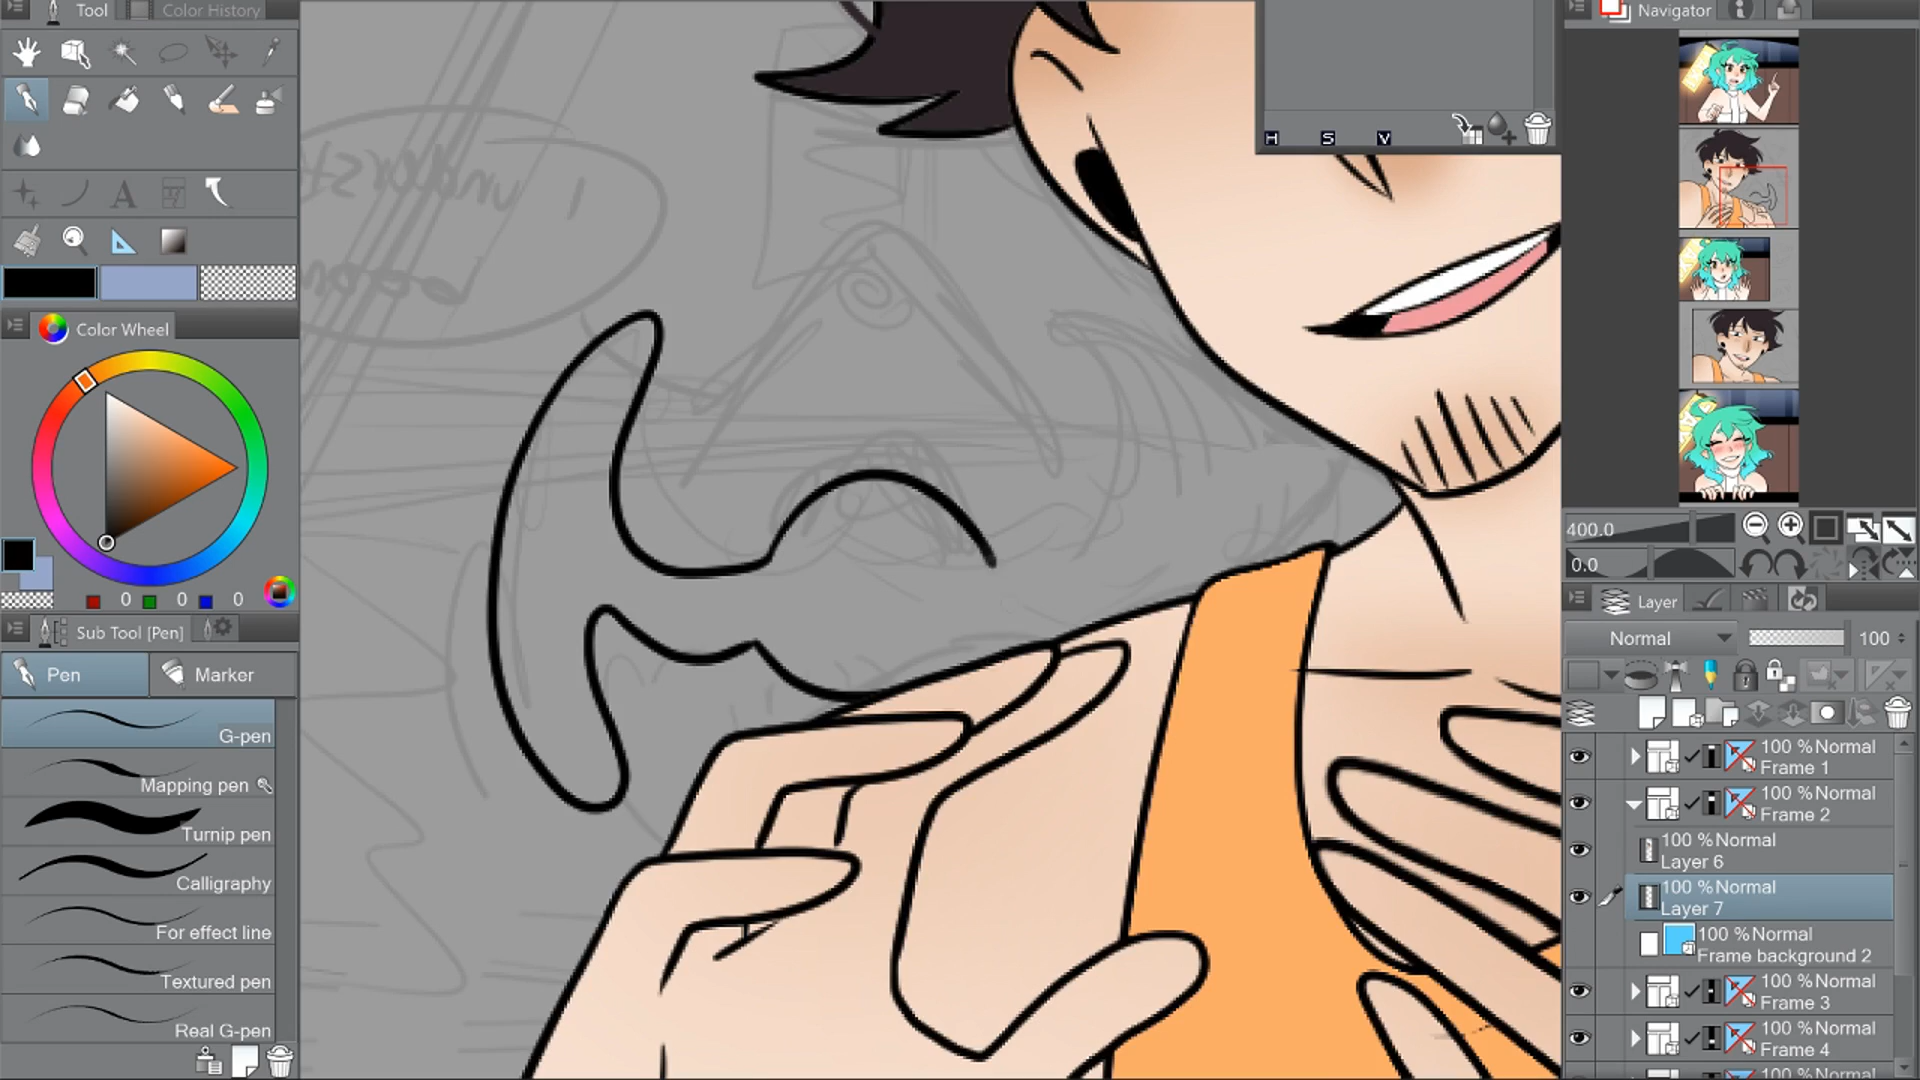 Tool
Color History
Color Wheel
0
0
0
Sub Tool [Pen]
Pen
Marker
G-pen
Mapping pen
Turnip pen
Calligraphy
For effect line
Textured pen
Real G-pen
H
S
V
Navigator
400.0
0.0
Layer
Normal
100
100 %Normal
Frame 1
100 %Normal
Frame 2
100 %Normal
Layer 6
100 %Normal
Layer 7
100 %Normal
Frame background 2
100 %Normal
Frame 3
100 %Normal
Frame 4
100 %Normal